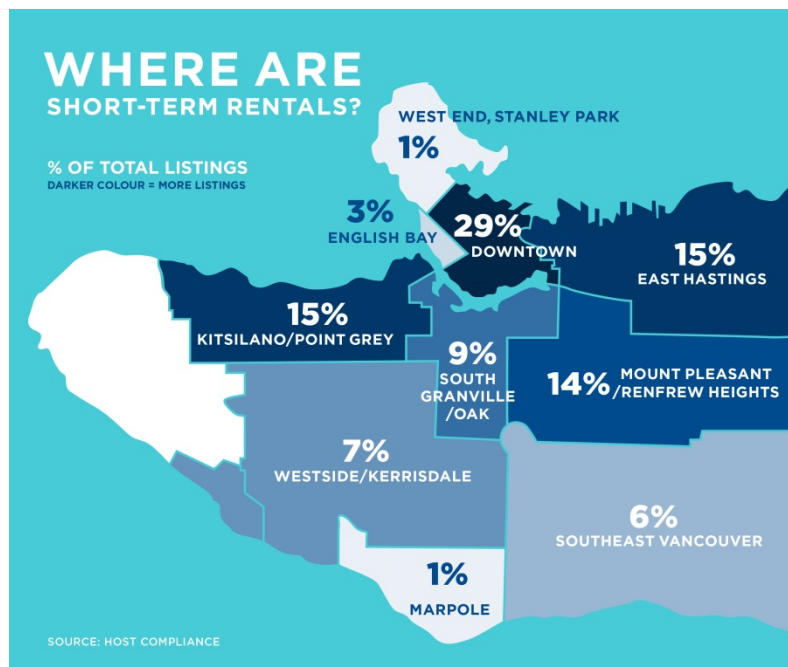 WHERE ARE
SHORT-TERM RENTALS?
% OF TOTAL LISTINGS
DARKER COLOUR = MORE LISTINGS
WEST END, STANLEY PARK
1%
3%
ENGLISH BAY
29%
DOWNTOWN
15%
EAST HASTINGS
15%
KITSILANO/POINT GREY
9%
SOUTH
GRANVILLE
/OAK
14%
MOUNT PLEASANT
/RENFREW HEIGHTS
7%
WESTSIDE/KERRISDALE
6%
SOUTHEAST VANCOUVER
1%
MARPOLE
SOURCE: HOST COMPLIANCE